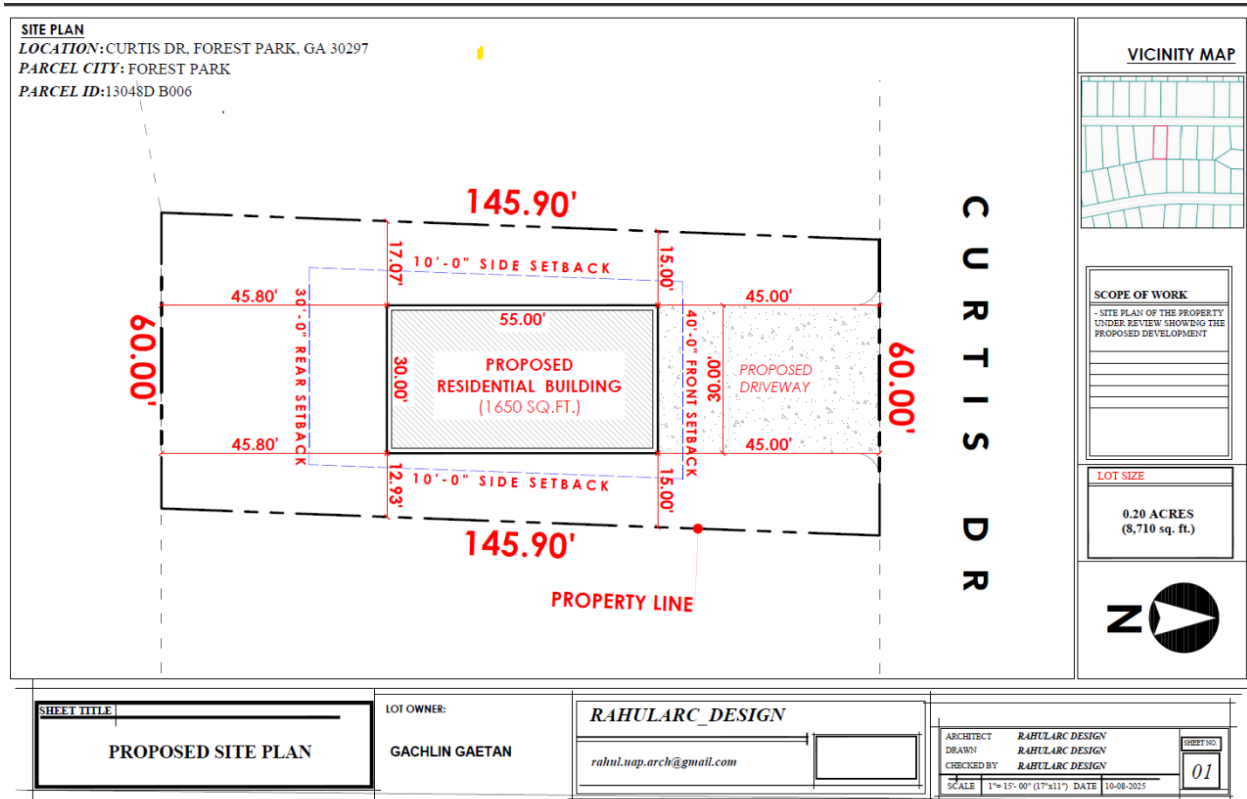 SITE PLAN
LOCATION: CURTIS DR, FOREST PARK, GA 30297
PARCEL CITY: FOREST PARK
PARCEL ID:13048D B006
145.90'
17.07'
10'-0" SIDE SETBACK
15.00'
45.80'
45.00'
30'-0" REAR SETBACK
55.00'
60.00'
30.00'
PROPOSED
RESIDENTIAL BUILDING
(1650 SQ.FT.)
40'-0" FRONT SETBACK
30.00'
PROPOSED
DRIVEWAY
60.00'
45.80'
45.00'
12.93'
10'-0" SIDE SETBACK
15.00'
145.90'
PROPERTY LINE
CURTIS DR
VICINITY MAP
SCOPE OF WORK
- SITE PLAN OF THE PROPERTY
UNDER REVIEW SHOWING THE
PROPOSED DEVELOPMENT
LOT SIZE
0.20 ACRES
(8,710 sq. ft.)
N
SHEET TITLE
PROPOSED SITE PLAN
LOT OWNER:
GACHLIN GAETAN
RAHULARC_DESIGN
rahul.uap.arch@gmail.com
ARCHITECT RAHULARC DESIGN
DRAWN RAHULARC DESIGN
CHECKED BY RAHULARC DESIGN
SCALE 1"= 15'- 00" (17"x11") DATE 10-08-2025
SHEET NO.
01